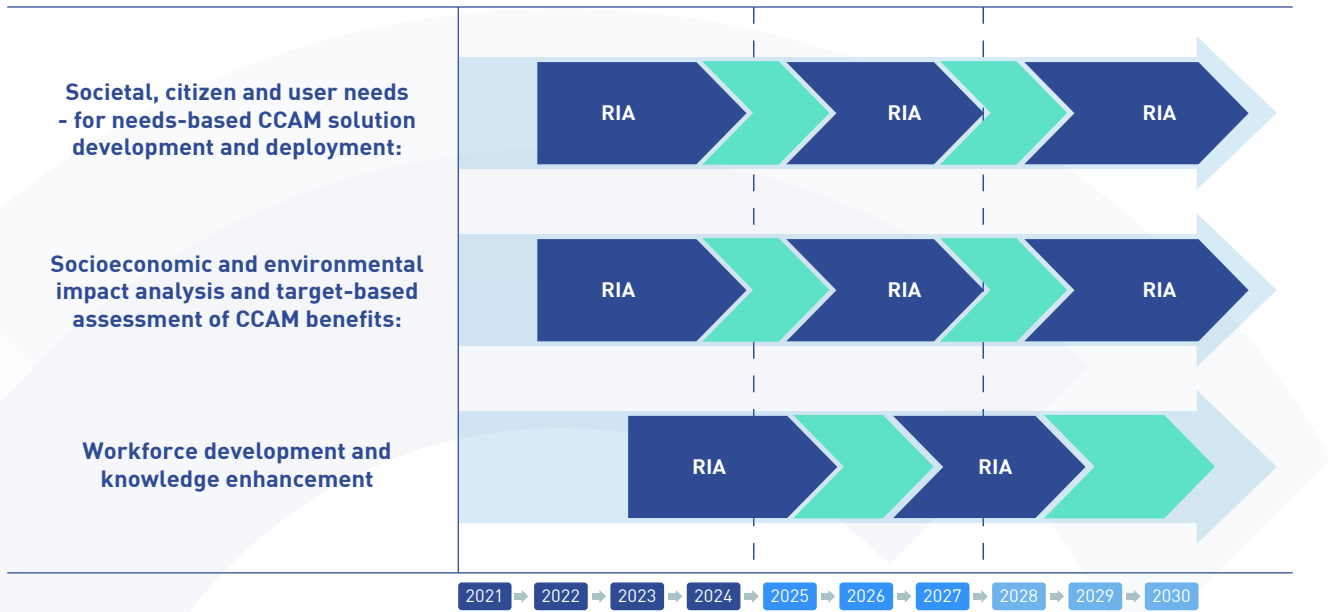 Societal, citizen and user needs
- for needs-based CCAM solution
development and deployment:
RIA
RIA
RIA
Socioeconomic and environmental
impact analysis and target-based
assessment of CCAM benefits:
RIA
RIA
RIA
Workforce development and
knowledge enhancement
RIA
RIA
2021 2022 2023 2024 2025 2026 2027 2028 2029 2030